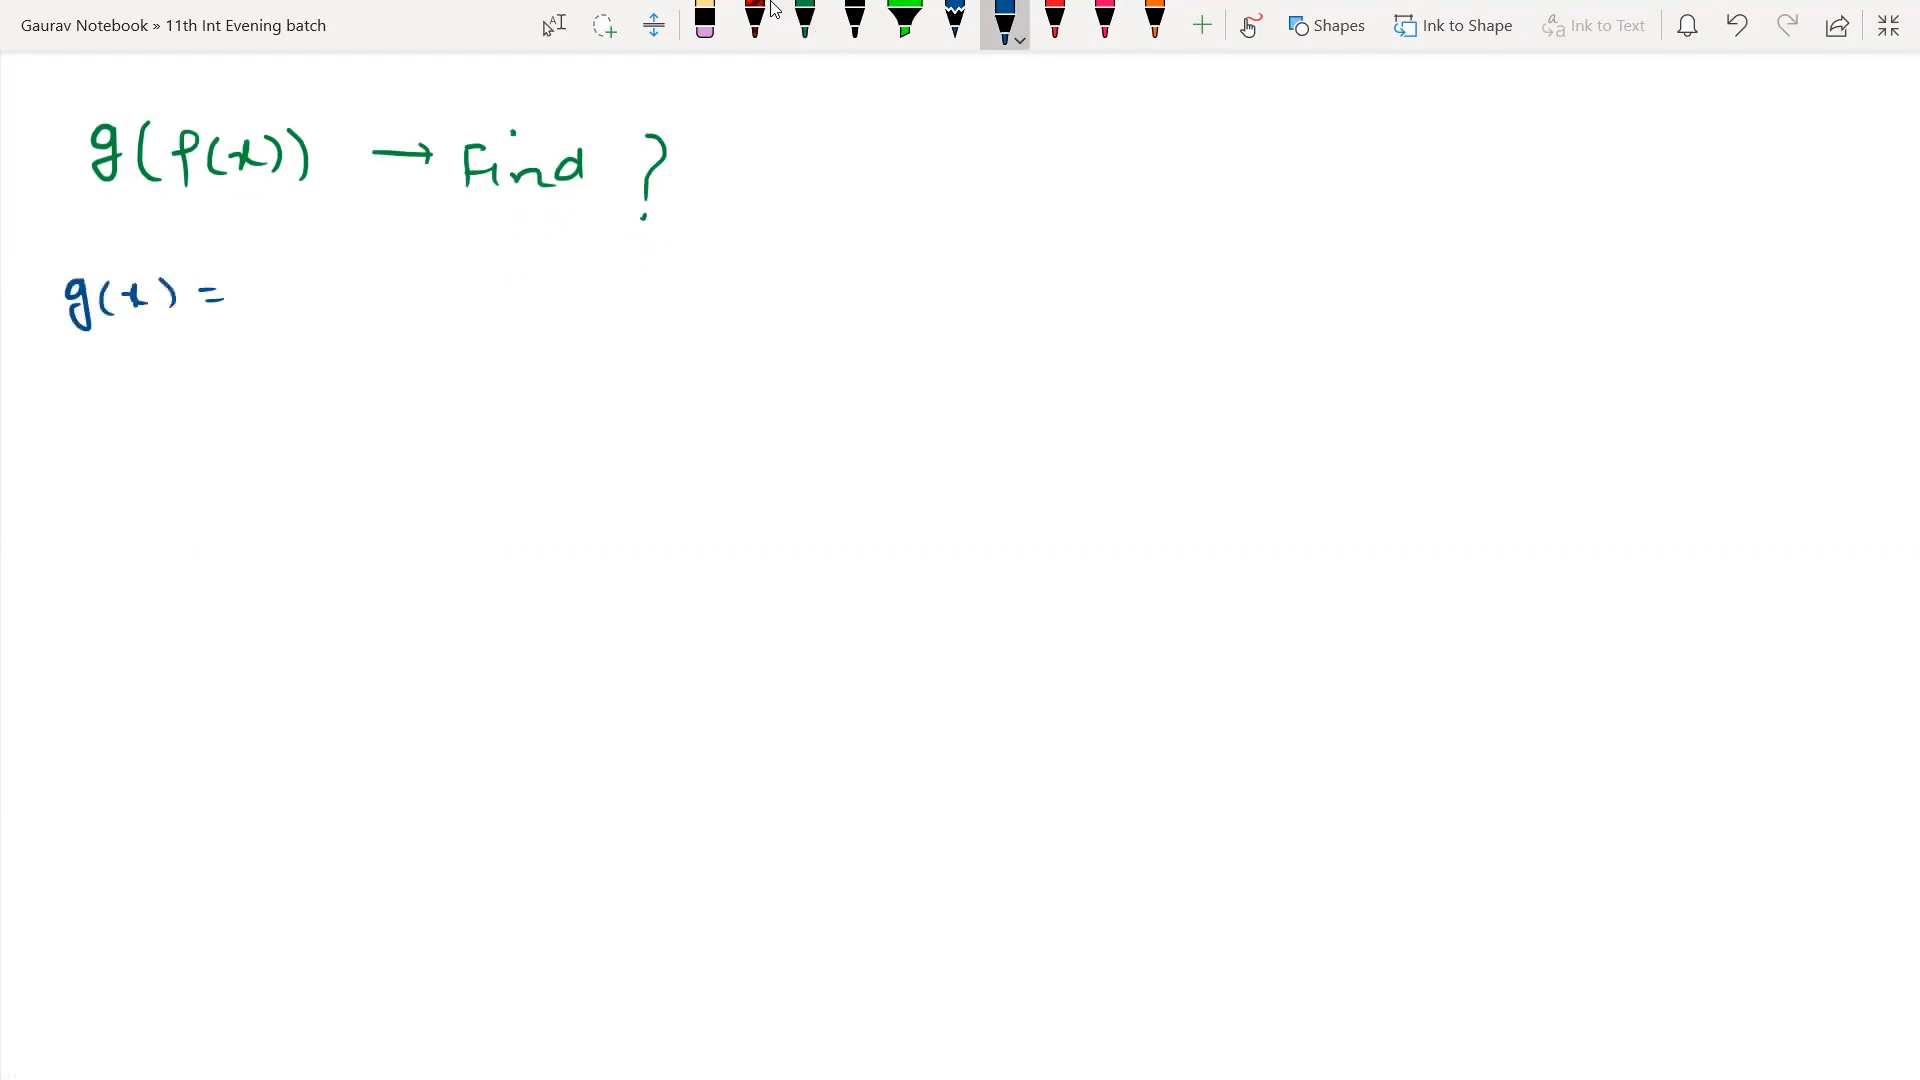 Gaurav Notebook » 11th Int Evening batch
Shapes
Ink to Shape
Ink to Text
g(f(x)) → Find ?
g(x) =